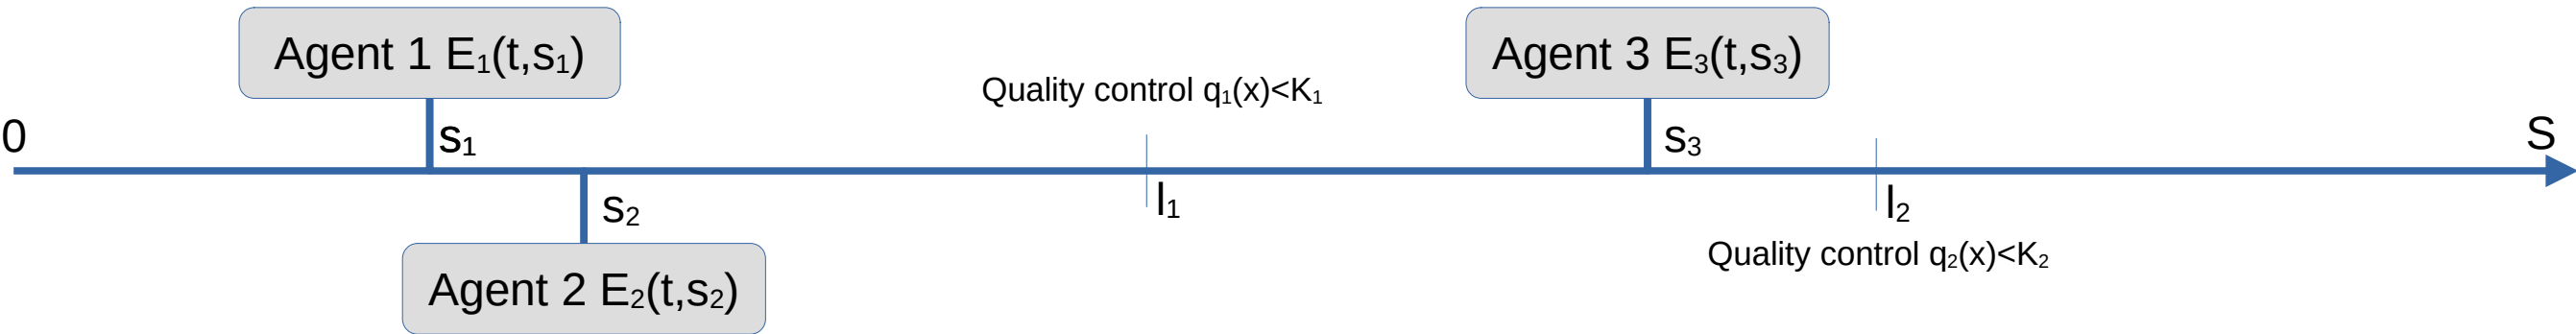 Agent 1 E₁(t,s₁)
Agent 3 E₃(t,s₃)
Quality control q₁(x)<K₁
0
s₁
s₃
S
s₂
l₁
l₂
Quality control q₂(x)<K₂
Agent 2 E₂(t,s₂)